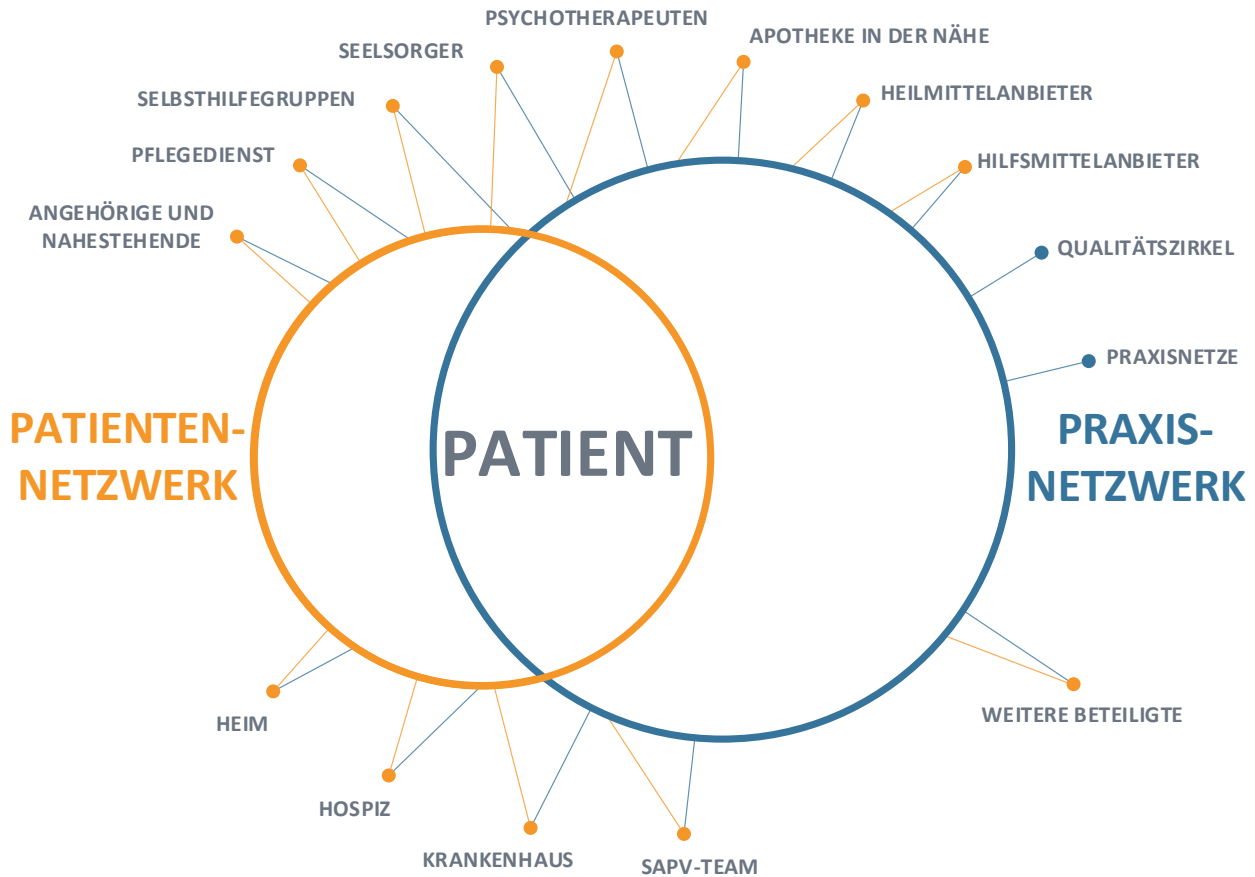 PSYCHOTHERAPEUTEN
APOTHEKE IN DER NÄHE
SEELSORGER
HEILMITTELANBIETER
SELBSTHILFEGRUPPEN
PFLEGEDIENST
HILFSMITTELANBIETER
ANGEHÖRIGE UND
NAHESTEHENDE
QUALITÄTSZIRKEL
PRAXISNETZE
PATIENTEN-
NETZWERK
PATIENT
PRAXIS-
NETZWERK
HEIM
WEITERE BETEILIGTE
HOSPIZ
KRANKENHAUS
SAPV-TEAM